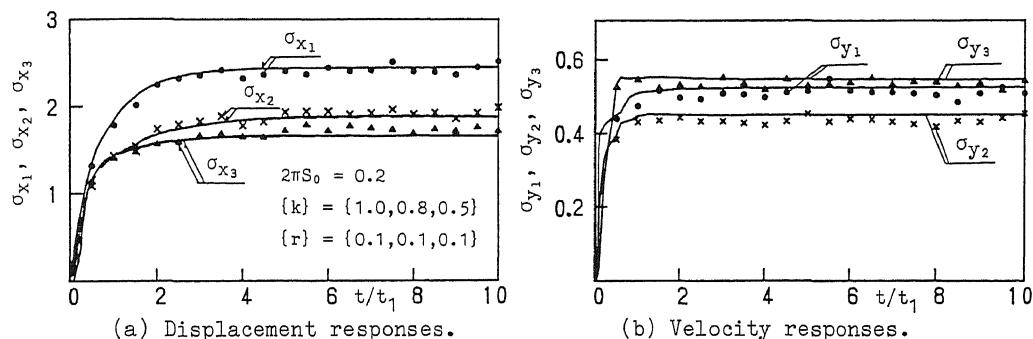 σx1, σx2, σx3
3
2
1
0
2
4
6
8
10
t/t1
σx1
σx2
σx3
2πS₀ = 0.2
{k} = {1.0,0.8,0.5}
{r} = {0.1,0.1,0.1}
(a) Displacement responses.
σy1, σy2, σy3
0.6
0.4
0.2
0
2
4
6
8
10
t/t1
σy1
σy3
σy2
(b) Velocity responses.